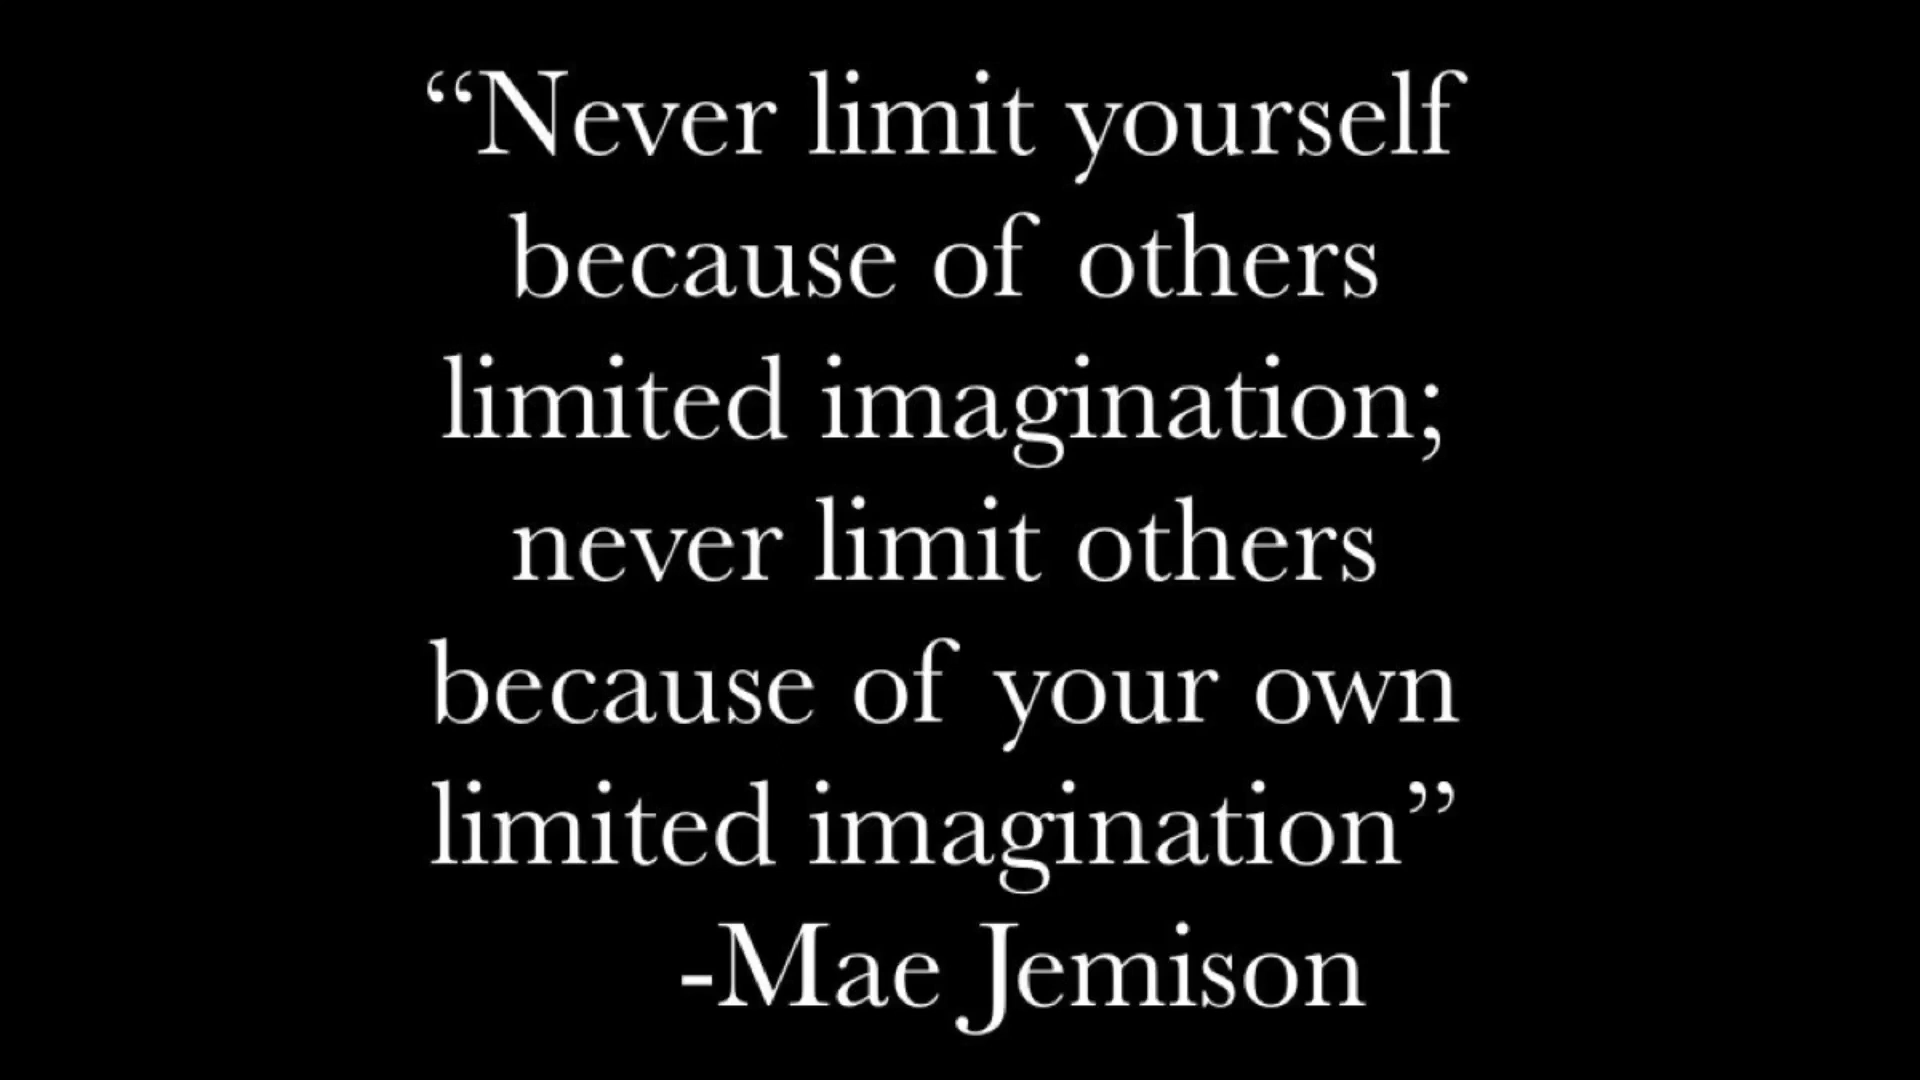 “Never limit yourself
because of others
limited imagination;
never limit others
because of your own
limited imagination”
-Mae Jemison